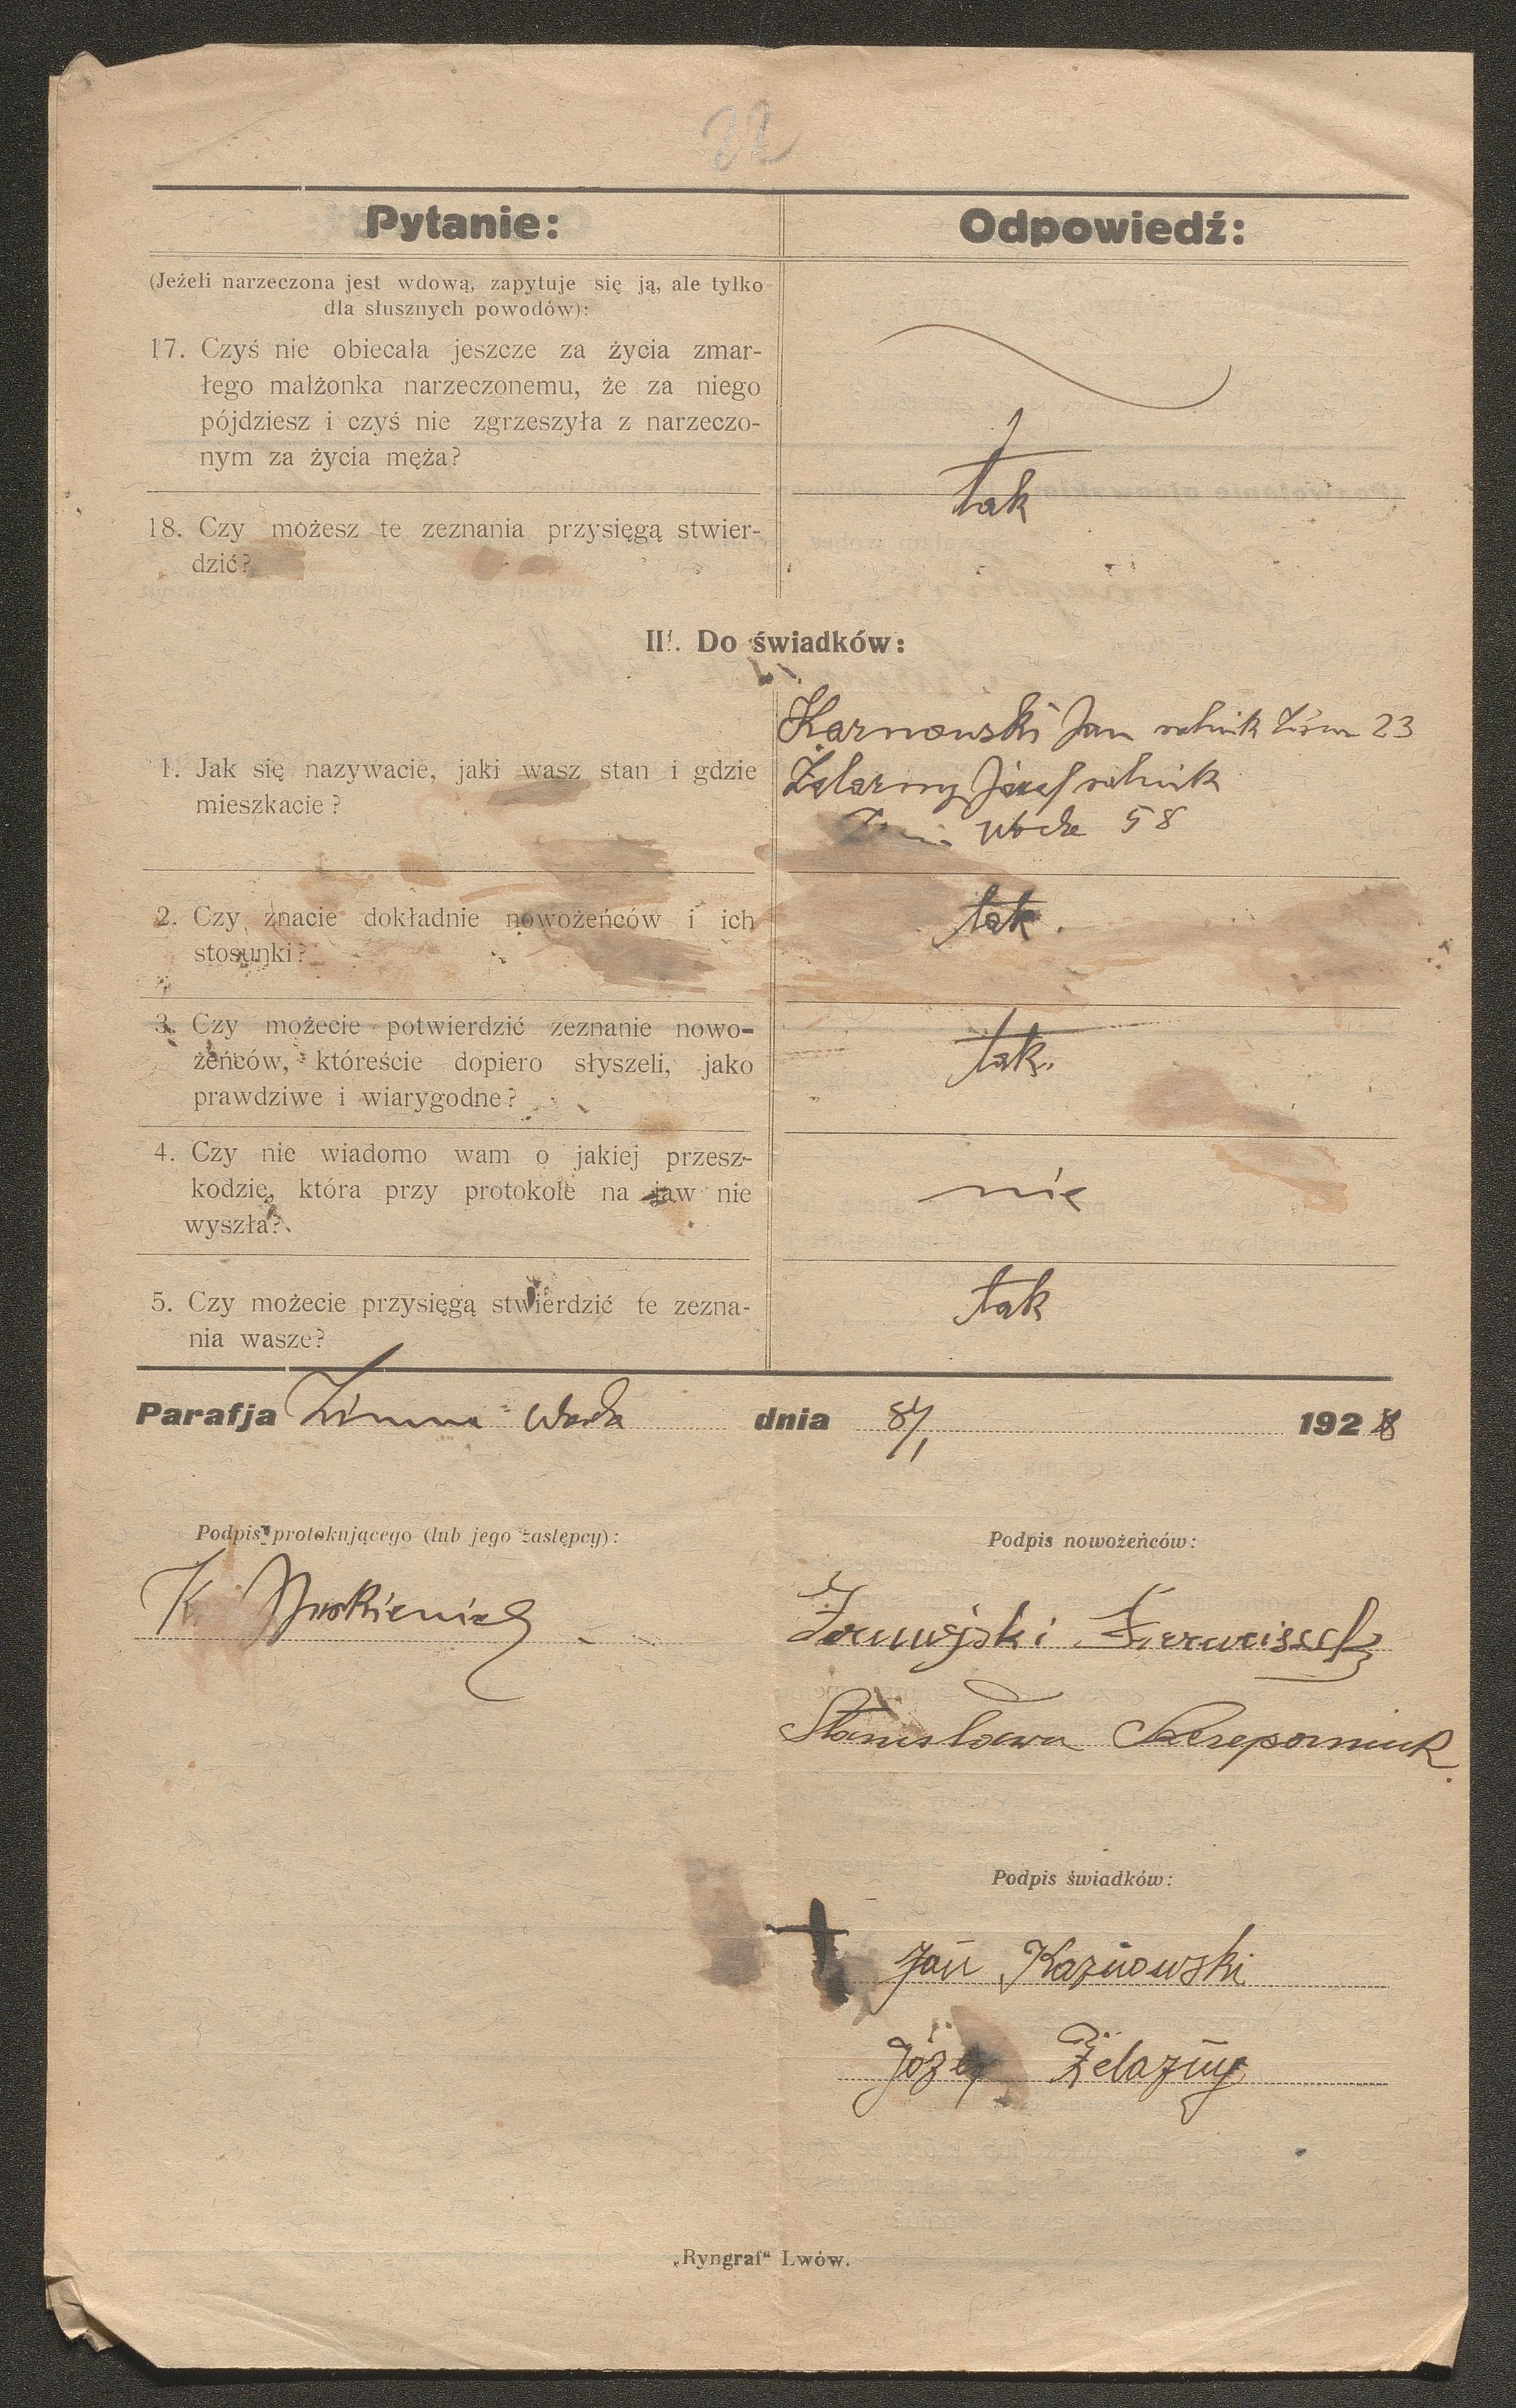 22
Pytanie: Odpowiedź:
(Jeżeli narzeczona jest wdową, zapytuje się ją, ale tylko
dla słusznych powodów):
17. Czyś nie obiecała jeszcze za życia zmar-
łego małżonka narzeczonemu, że za niego
pójdziesz i czyś nie zgrzeszyła z narzeczo-
nym za życia męża?
18. Czy możesz te zeznania przysięgą stwier-
dzić?
tak
III. Do świadków:
1. Jak się nazywacie, jaki wasz stan i gdzie
mieszkacie?
Karnowski Jan rolnik 23
Żelazny Józef rolnik
Woda 58
2. Czy znacie dokładnie nowożeńców i ich
stosunki?
tak.
3. Czy możecie potwierdzić zeznanie nowo-
żeńców, któreście dopiero słyszeli, jako
prawdziwe i wiarygodne?
tak.
4. Czy nie wiadomo wam o jakiej przesz-
kodzie, która przy protokole na jaw nie
wyszła?
nie
5. Czy możecie przysięgą stwierdzić te zezna-
nia wasze?
tak
Parafja Zimna Woda dnia 8/1 1928
Podpis protokującego (lub jego zastępcy):
Podpis nowożeńców:
Stanisława
Podpis świadków:
Jan Karnowski
Józef Żelazny
„Ryngraf" Lwów.